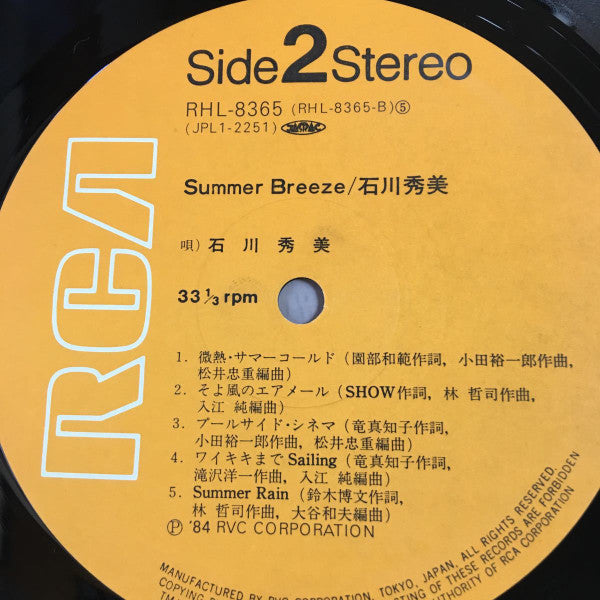 Side 2 Stereo
RHL-8365 (RHL-8365-B)⑤
(JPL1-2251)
Summer Breeze/石川秀美
唄) 石川秀美
33 1/3 rpm
RCA
1. 微熱・サマーコールド (園部和範作詞, 小田裕一郎作曲,
松井忠重編曲)
2. そよ風のエアメール (SHOW作詞, 林 哲司作曲,
入江 純編曲)
3. プールサイド・シネマ (竜真知子作詞,
小田裕一郎作曲, 松井忠重編曲)
4. ワイキキまで Sailing (竜真知子作詞,
滝沢洋一作曲, 入江 純編曲)
5. Summer Rain (鈴木博文作詞,
林 哲司作曲, 大谷和夫編曲)
Ⓟ '84 RVC CORPORATION
MANUFACTURED BY RVC CORPORATION, TOKYO, JAPAN, ALL RIGHTS RESERVED,
COPYING
OF THESE RECORDS ARE FORBIDDEN
AUTHORITY OF RCA CORPORATION